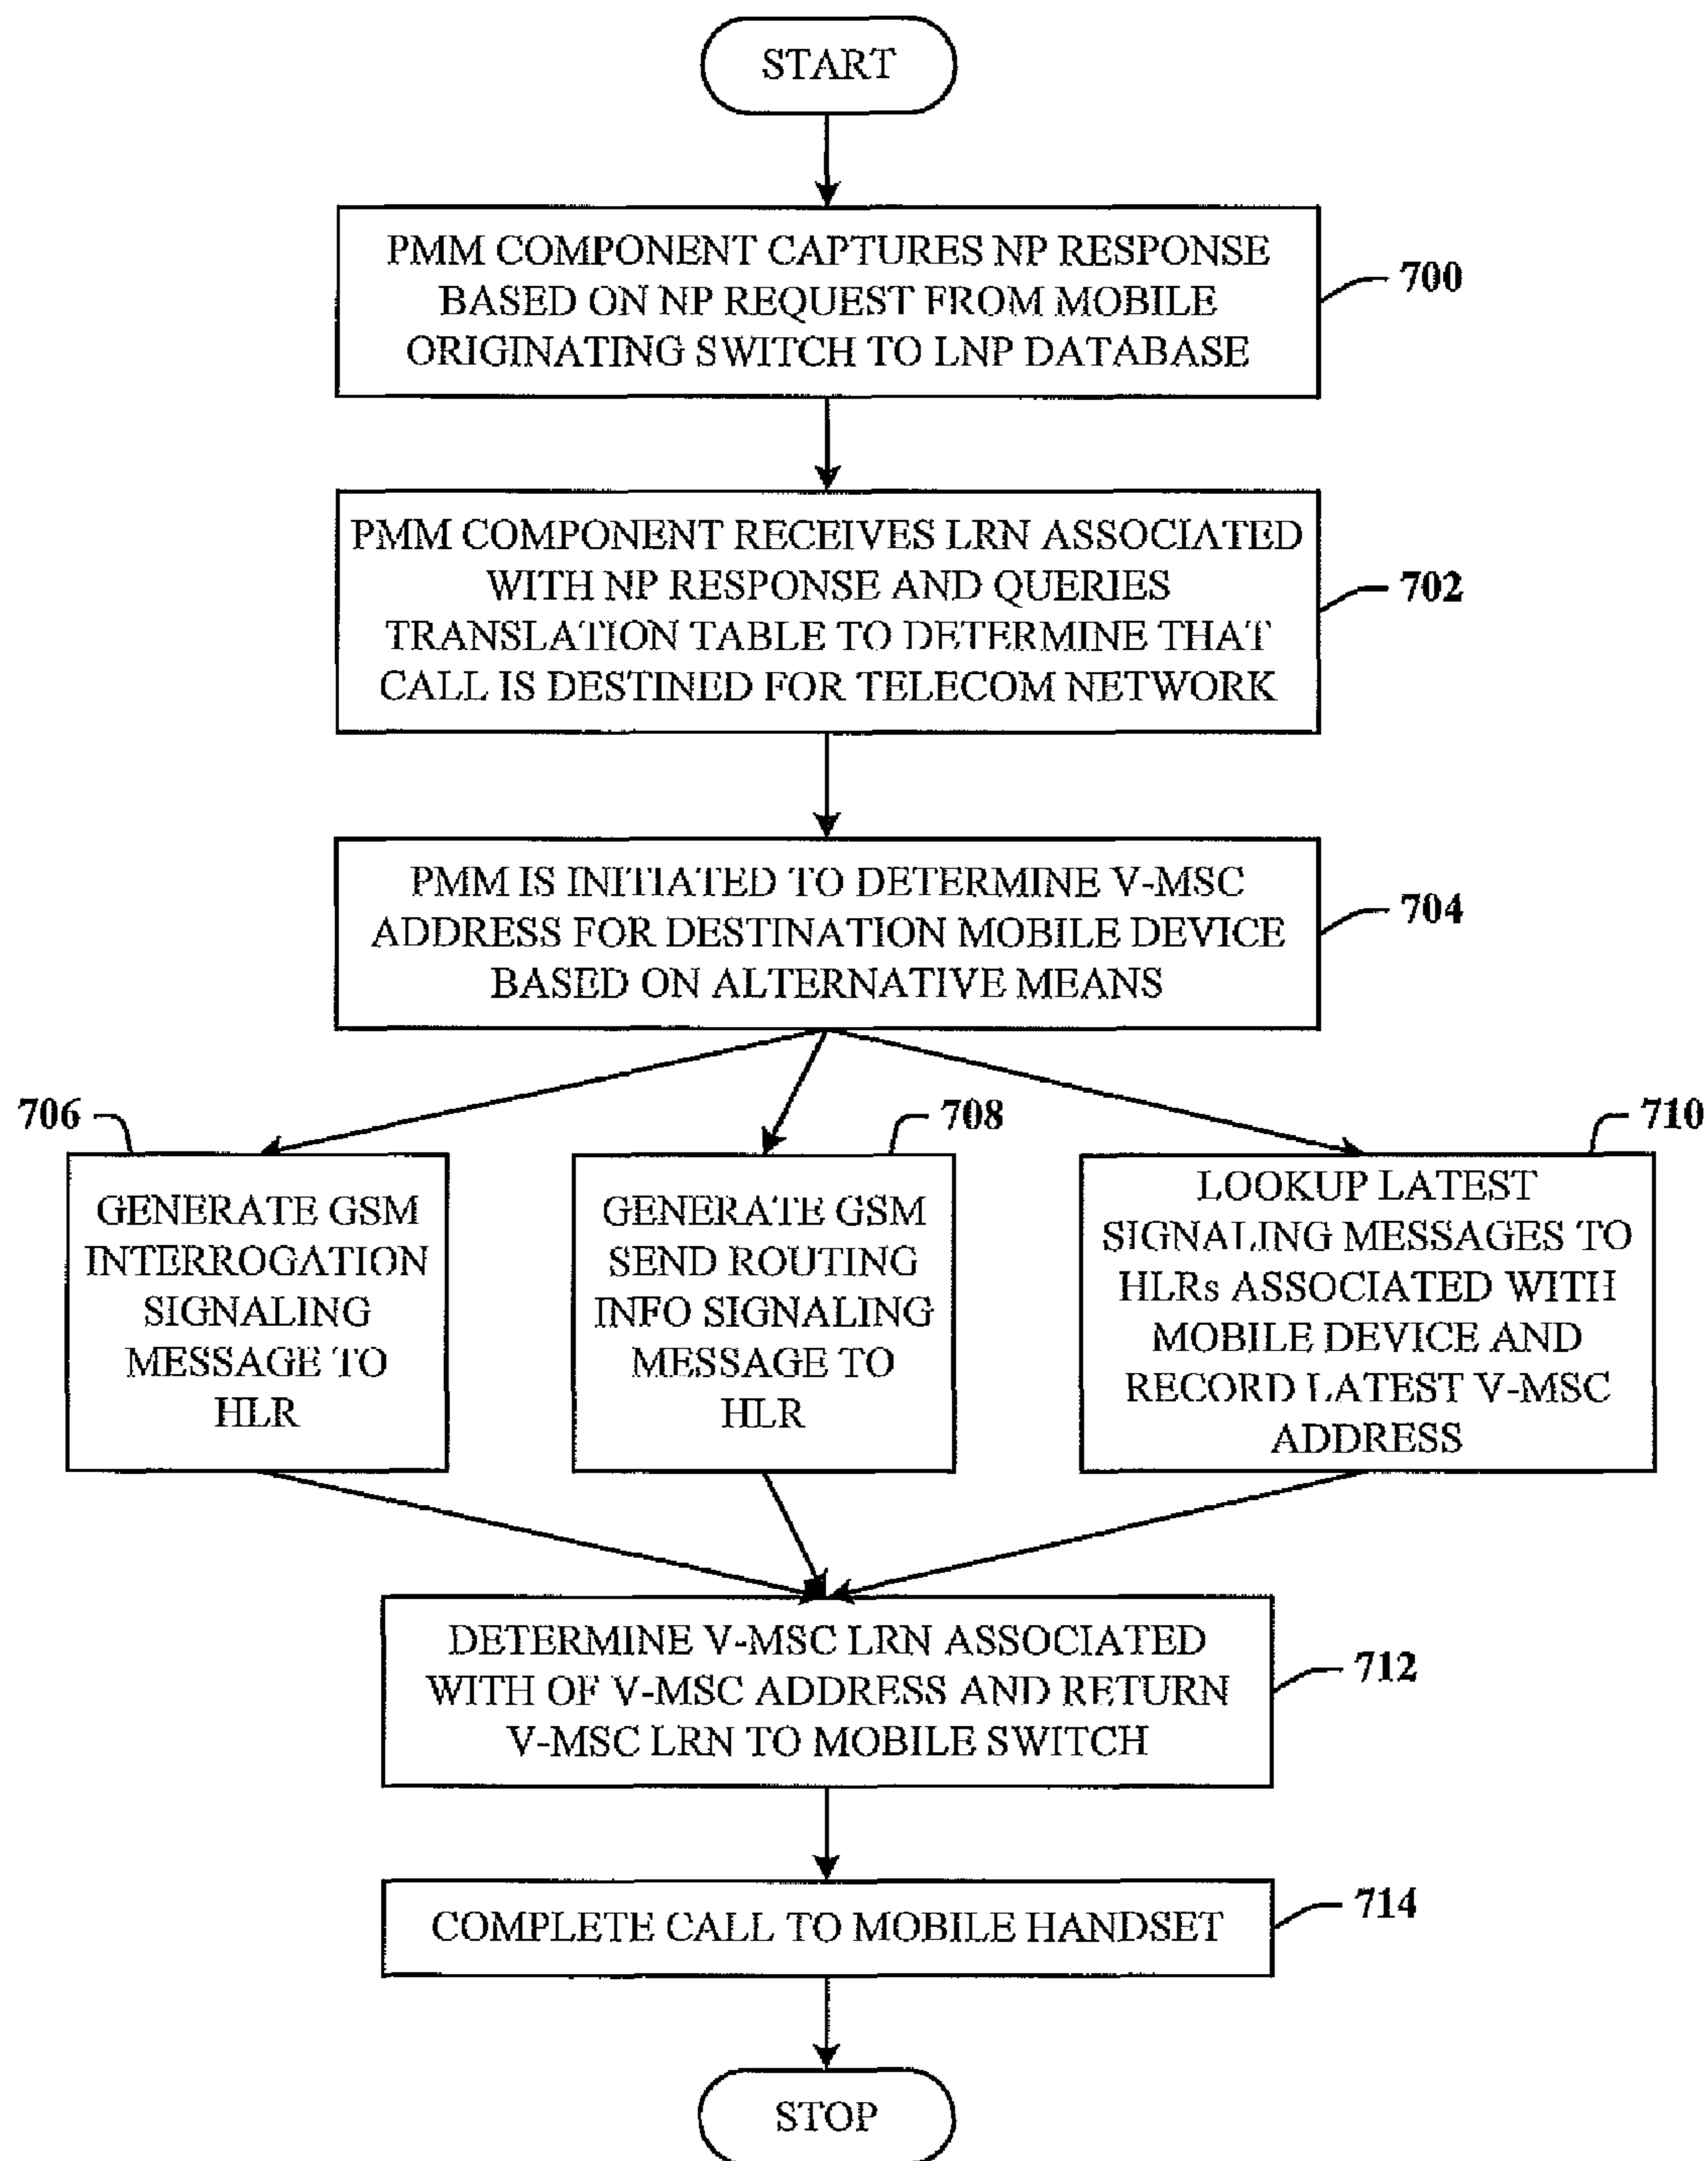 START
PMM COMPONENT CAPTURES NP RESPONSE
BASED ON NP REQUEST FROM MOBILE
ORIGINATING SWITCH TO LNP DATABASE
700
PMM COMPONENT RECEIVES LRN ASSOCIATED
WITH NP RESPONSE AND QUERIES
TRANSLATION TABLE TO DETERMINE THAT
CALL IS DESTINED FOR TELECOM NETWORK
702
PMM IS INITIATED TO DETERMINE V-MSC
ADDRESS FOR DESTINATION MOBILE DEVICE
BASED ON ALTERNATIVE MEANS
704
706
GENERATE GSM
INTERROGATION
SIGNALING
MESSAGE TO
HLR
708
GENERATE GSM
SEND ROUTING
INFO SIGNALING
MESSAGE TO
HLR
710
LOOKUP LATEST
SIGNALING MESSAGES TO
HLRs ASSOCIATED WITH
MOBILE DEVICE AND
RECORD LATEST V-MSC
ADDRESS
DETERMINE V-MSC LRN ASSOCIATED
WITH OF V-MSC ADDRESS AND RETURN
V-MSC LRN TO MOBILE SWITCH
712
COMPLETE CALL TO MOBILE HANDSET
714
STOP